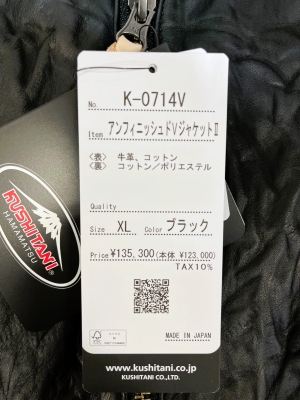 No. K-0714V
Item アンフィニッシュドVジャケットⅡ
〈表〉 牛革、コットン
〈裏〉 コットン／ポリエステル
Quality
Size XL Color ブラック
Price ¥135,300(本体 ¥123,000)
TAX10%
MADE IN JAPAN
www.kushitani.co.jp
KUSHITANI CO.,LTD.
KUSHITANI
HAMAMATSU